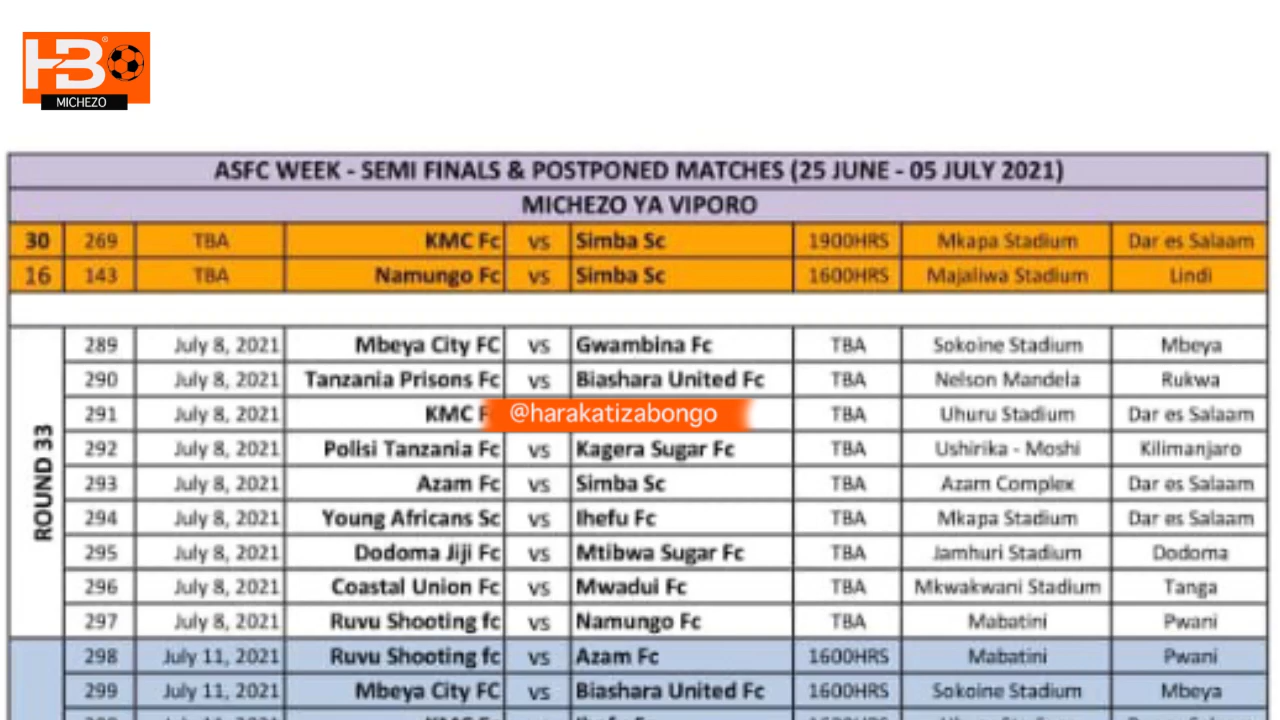 HBO®
MICHEZO
ASFC WEEK - SEMI FINALS & POSTPONED MATCHES (25 JUNE - 05 JULY 2021)
MICHEZO YA VIPORO
30 269 TBA KMC Fc vs Simba Sc 1900HRS Mkapa Stadium Dar es Salaam
16 143 TBA Namungo Fc vs Simba Sc 1600HRS Majaliwa Stadium Lindi
ROUND 33
289 July 8, 2021 Mbeya City FC vs Gwambina Fc TBA Sokoine Stadium Mbeya
290 July 8, 2021 Tanzania Prisons Fc vs Biashara United Fc TBA Nelson Mandela Rukwa
291 July 8, 2021 KMC @harakatizabongo TBA Uhuru Stadium Dar es Salaam
292 July 8, 2021 Polisi Tanzania Fc vs Kagera Sugar Fc TBA Ushirika - Moshi Kilimanjaro
293 July 8, 2021 Azam Fc vs Simba Sc TBA Azam Complex Dar es Salaam
294 July 8, 2021 Young Africans Sc vs Ihefu Fc TBA Mkapa Stadium Dar es Salaam
295 July 8, 2021 Dodoma Jiji Fc vs Mtibwa Sugar Fc TBA Jamhuri Stadium Dodoma
296 July 8, 2021 Coastal Union Fc vs Mwadui Fc TBA Mkwakwani Stadium Tanga
297 July 8, 2021 Ruvu Shooting fc vs Namungo Fc TBA Mabatini Pwani
298 July 11, 2021 Ruvu Shooting fc vs Azam Fc 1600HRS Mabatini Pwani
299 July 11, 2021 Mbeya City FC vs Biashara United Fc 1600HRS Sokoine Stadium Mbeya